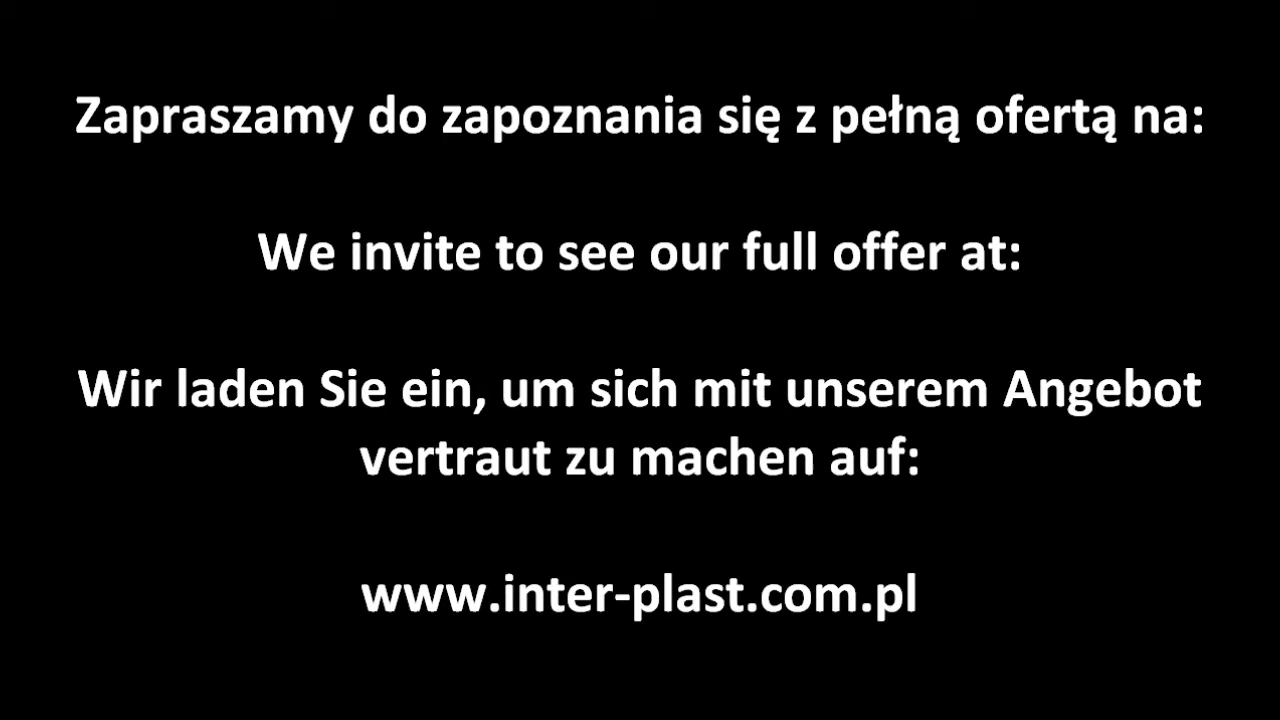 Zapraszamy do zapoznania się z pełną ofertą na:
We invite to see our full offer at:
Wir laden Sie ein, um sich mit unserem Angebot
vertraut zu machen auf:
www.inter-plast.com.pl